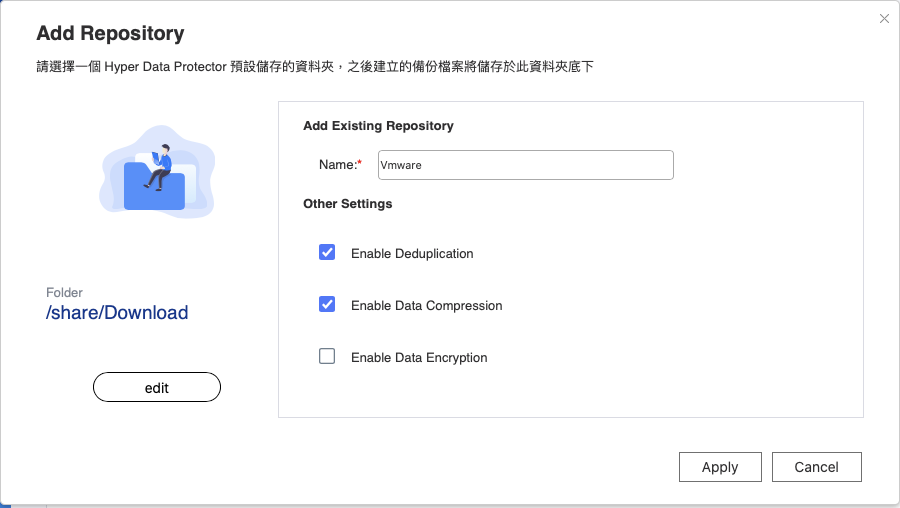 Add Repository
請選擇一個 Hyper Data Protector 預設儲存的資料夾，之後建立的備份檔案將儲存於此資料夾底下
Add Existing Repository
Name:*
Vmware
Other Settings
Enable Deduplication
Enable Data Compression
Enable Data Encryption
Folder
/share/Download
edit
Apply
Cancel